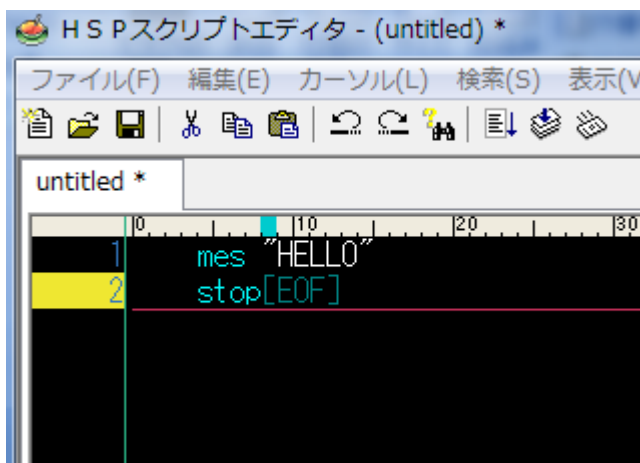 HSPスクリプトエディタ - (untitled) *
ファイル(F) 編集(E) カーソル(L) 検索(S) 表示(V
untitled *
0 10 20 30
1 mes "HELLO"
2 stop[EOF]